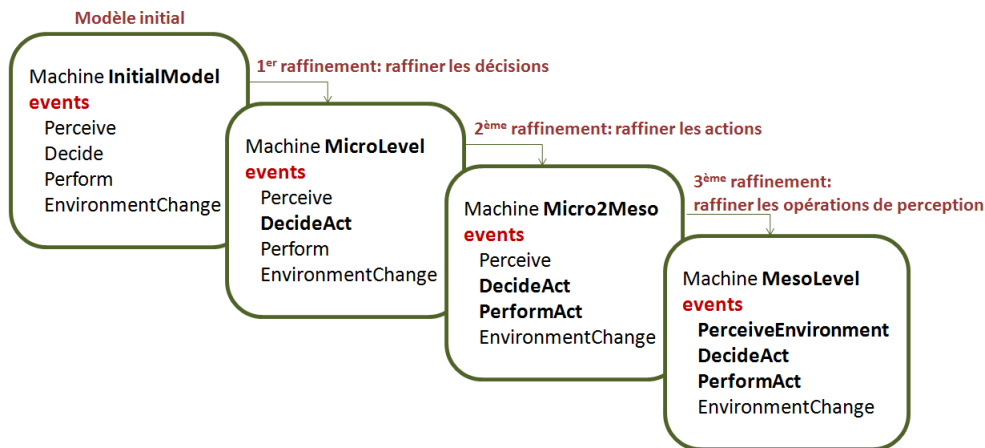 Modèle initial
Machine InitialModel
events
Perceive
Decide
Perform
EnvironmentChange
1er raffinement: raffiner les décisions
Machine MicroLevel
events
Perceive
DecideAct
Perform
EnvironmentChange
2ème raffinement: raffiner les actions
Machine Micro2Meso
events
Perceive
DecideAct
PerformAct
EnvironmentChange
3ème raffinement:
raffiner les opérations de perception
Machine MesoLevel
events
PerceiveEnvironment
DecideAct
PerformAct
EnvironmentChange